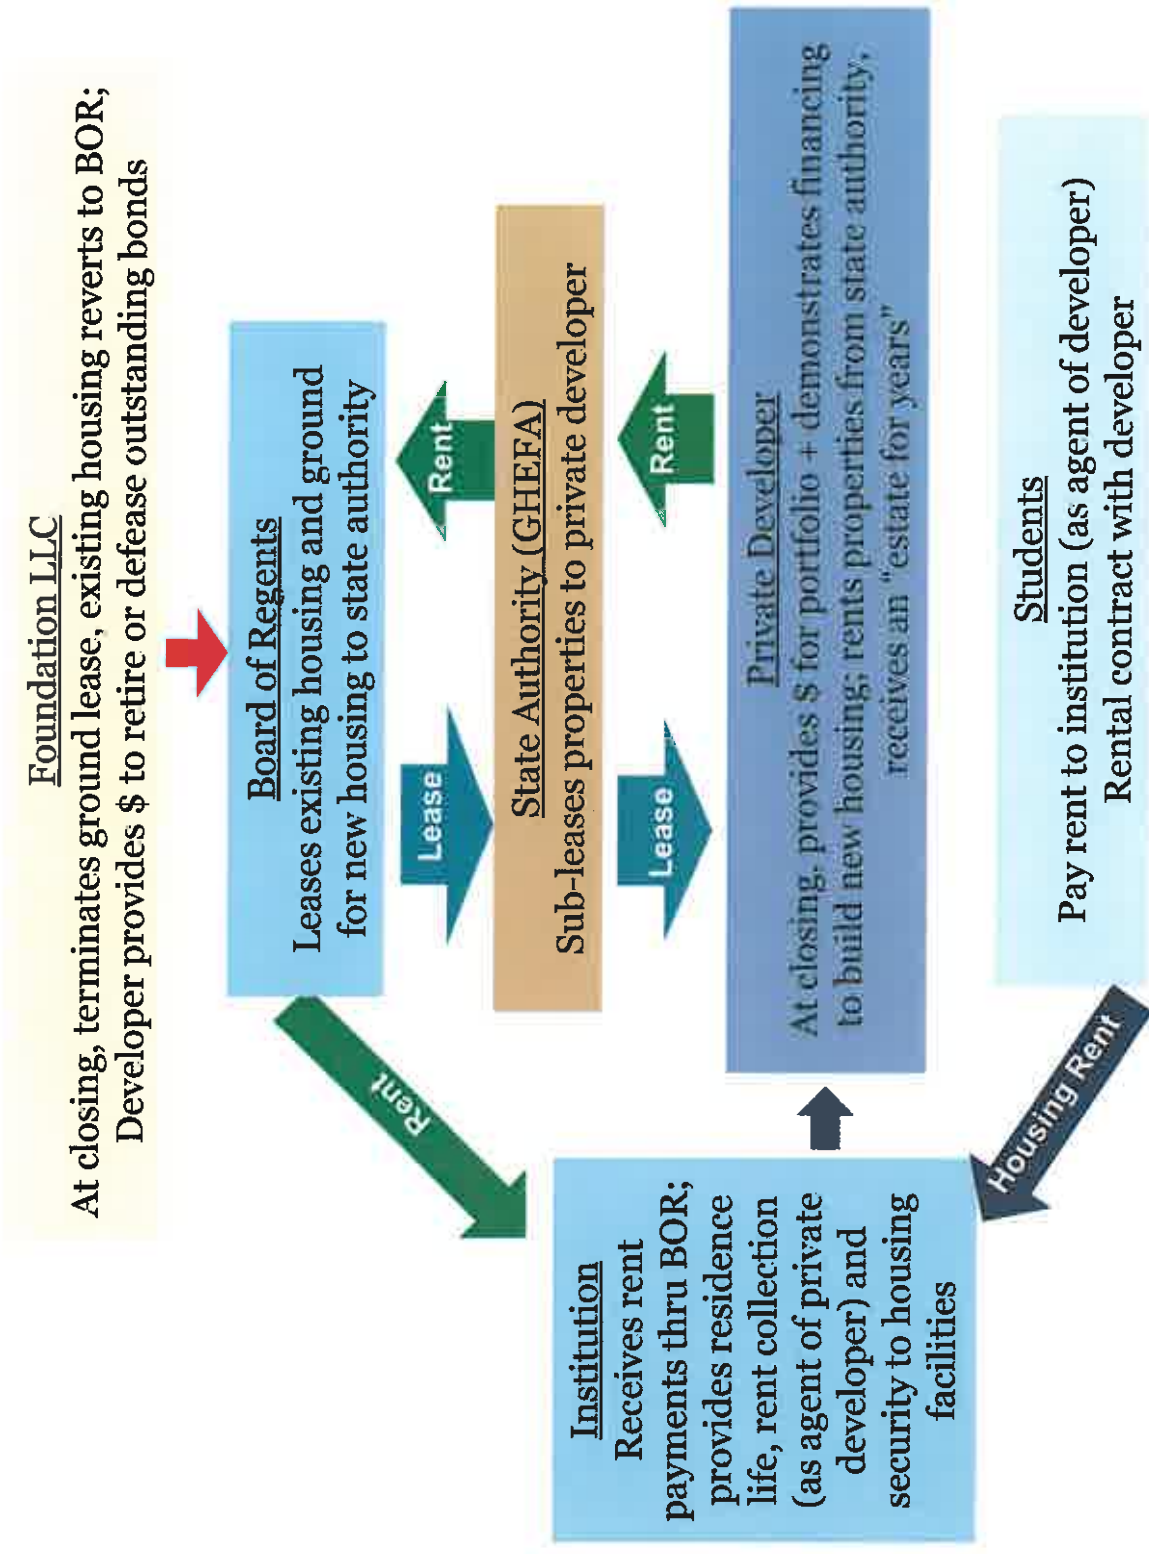 Foundation LLC
At closing, terminates ground lease, existing housing reverts to BOR;
Developer provides $ to retire or defease outstanding bonds
Board of Regents
Leases existing housing and ground
for new housing to state authority
Rent
Lease
Rent
State Authority (GHEFA)
Sub-leases properties to private developer
Institution
Receives rent
payments thru BOR;
provides residence
life, rent collection
(as agent of private
developer) and
security to housing
facilities
Lease
Rent
Private Developer
At closing, provides $ for portfolio + demonstrates financing
to build new housing; rents properties from state authority,
receives an “estate for years”
Housing Rent
Students
Pay rent to institution (as agent of developer)
Rental contract with developer